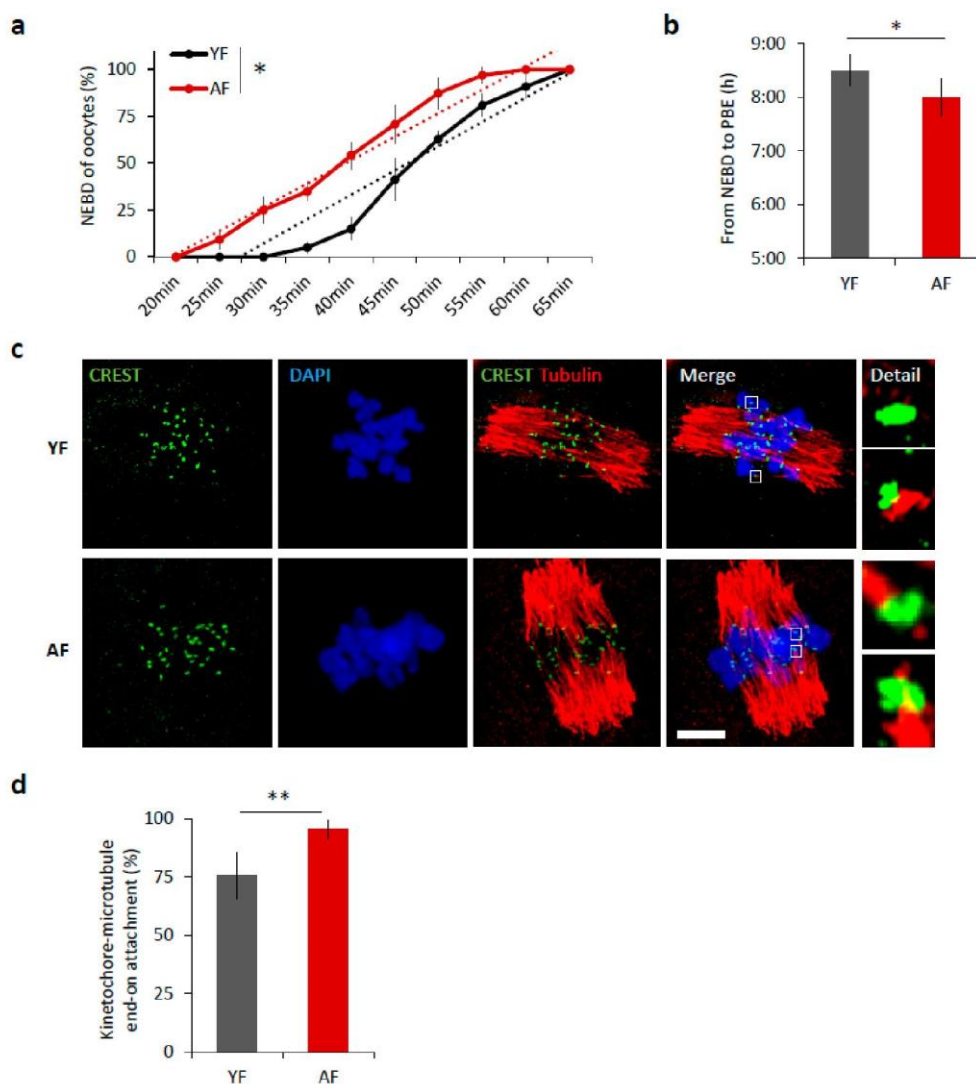 a
YF
AF
*
NEBD of oocytes (%)
100
75
50
25
0
20min
25min
30min
35min
40min
45min
50min
55min
60min
65min
b
*
From NEBD to PBE (h)
9:00
8:00
7:00
6:00
5:00
YF AF
c
CREST DAPI CREST Tubulin Merge Detail
YF
AF
d
**
Kinetochore-microtubule
end-on attachment (%)
100
75
50
25
0
YF AF